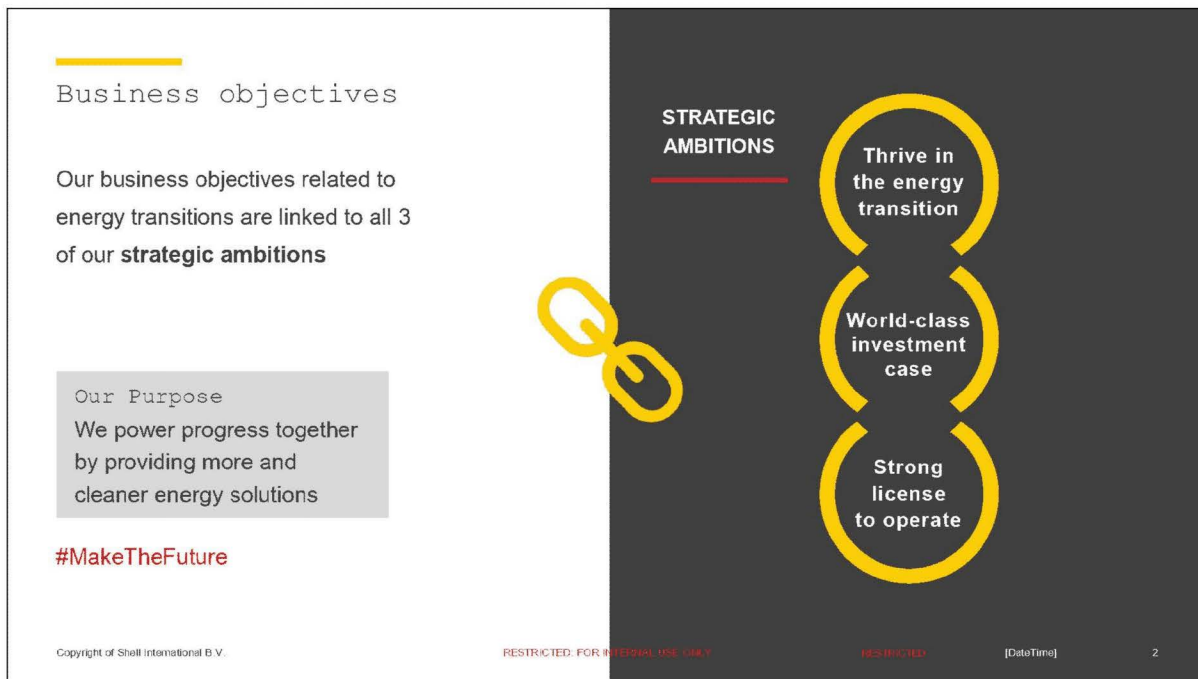 Business objectives
Our business objectives related to
energy transitions are linked to all 3
of our strategic ambitions
Our Purpose
We power progress together
by providing more and
cleaner energy solutions
#MakeTheFuture
STRATEGIC
AMBITIONS
Thrive in
the energy
transition
World-class
investment
case
Strong
license
to operate
Copyright of Shell International B.V.
RESTRICTED: FOR INTERNAL USE ONLY
RESTRICTED
[DateTime]
2